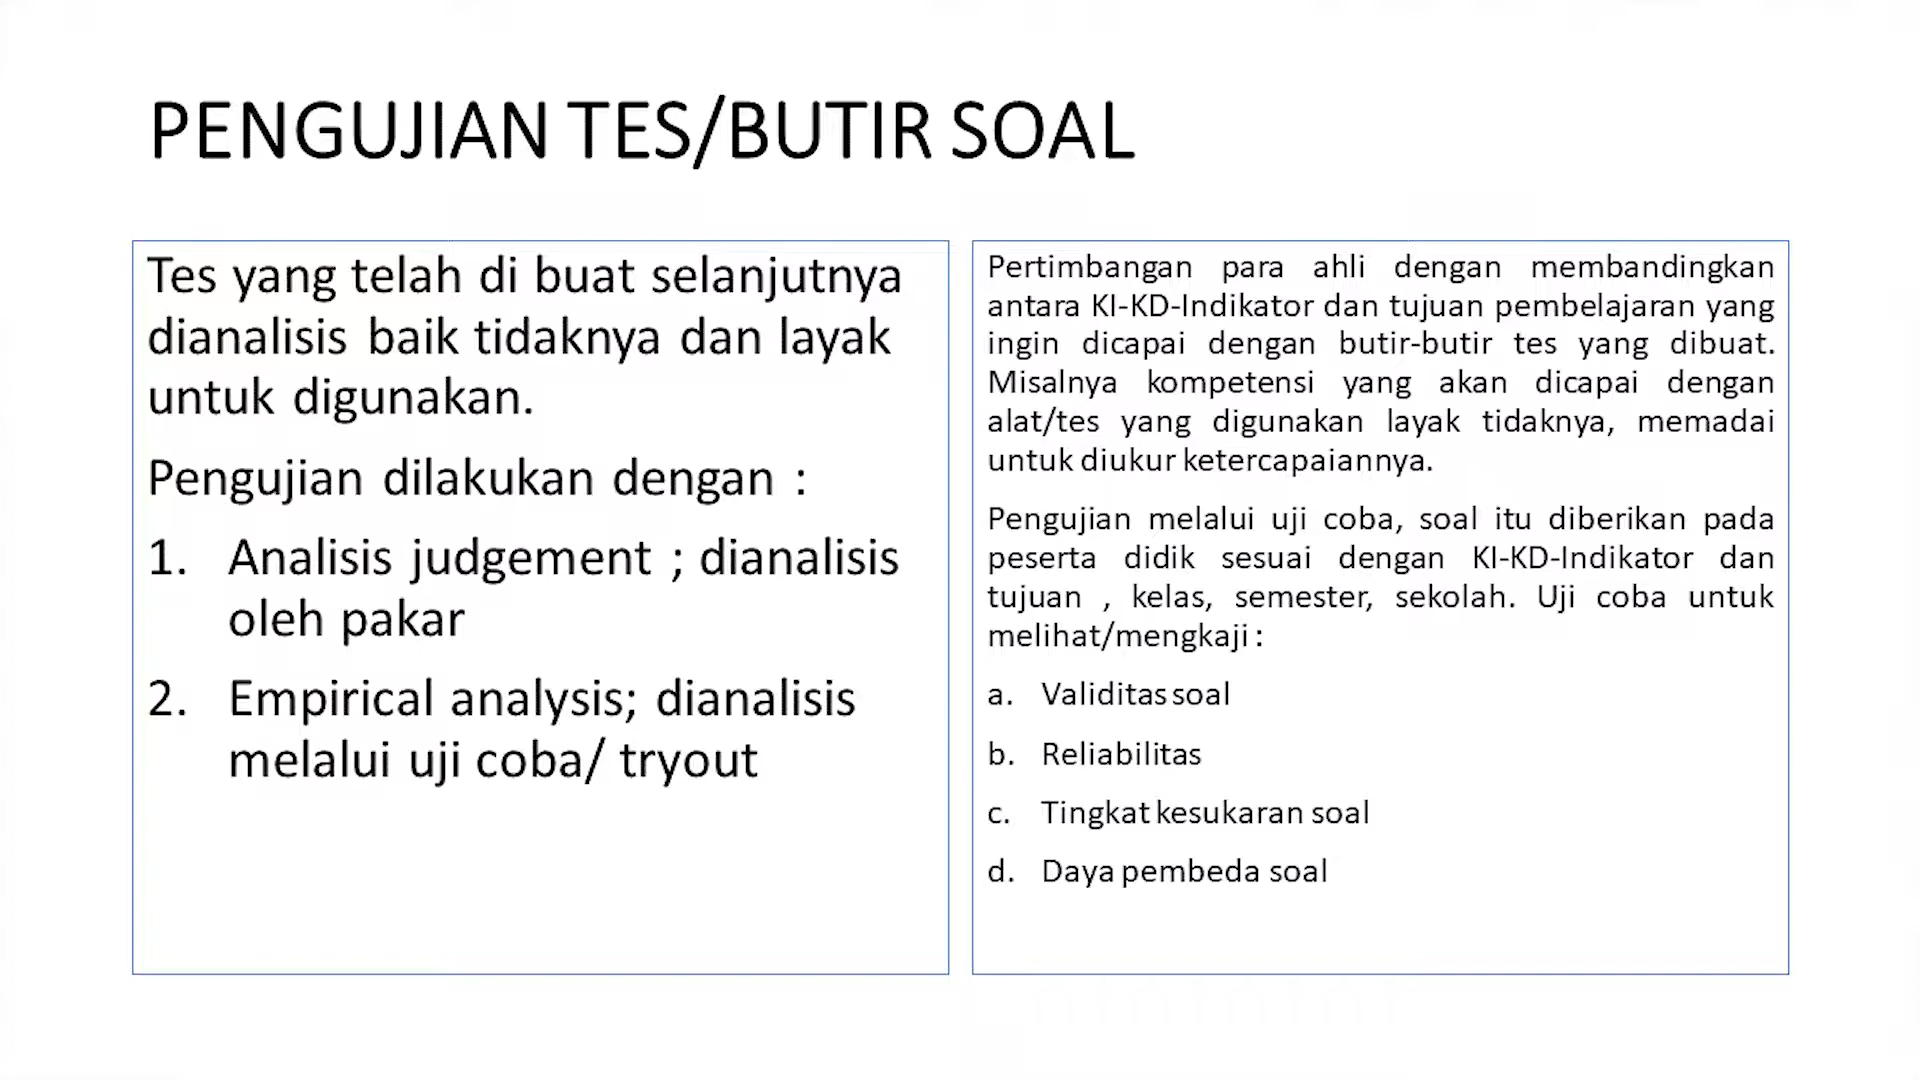 PENGUJIAN TES/BUTIR SOAL
Tes yang telah di buat selanjutnya
dianalisis baik tidaknya dan layak
untuk digunakan.
Pengujian dilakukan dengan :
1. Analisis judgement ; dianalisis
oleh pakar
2. Empirical analysis; dianalisis
melalui uji coba/ tryout
Pertimbangan para ahli dengan membandingkan
antara KI-KD-Indikator dan tujuan pembelajaran yang
ingin dicapai dengan butir-butir tes yang dibuat.
Misalnya kompetensi yang akan dicapai dengan
alat/tes yang digunakan layak tidaknya, memadai
untuk diukur ketercapaiannya.
Pengujian melalui uji coba, soal itu diberikan pada
peserta didik sesuai dengan KI-KD-Indikator dan
tujuan , kelas, semester, sekolah. Uji coba untuk
melihat/mengkaji :
a. Validitas soal
b. Reliabilitas
c. Tingkat kesukaran soal
d. Daya pembeda soal